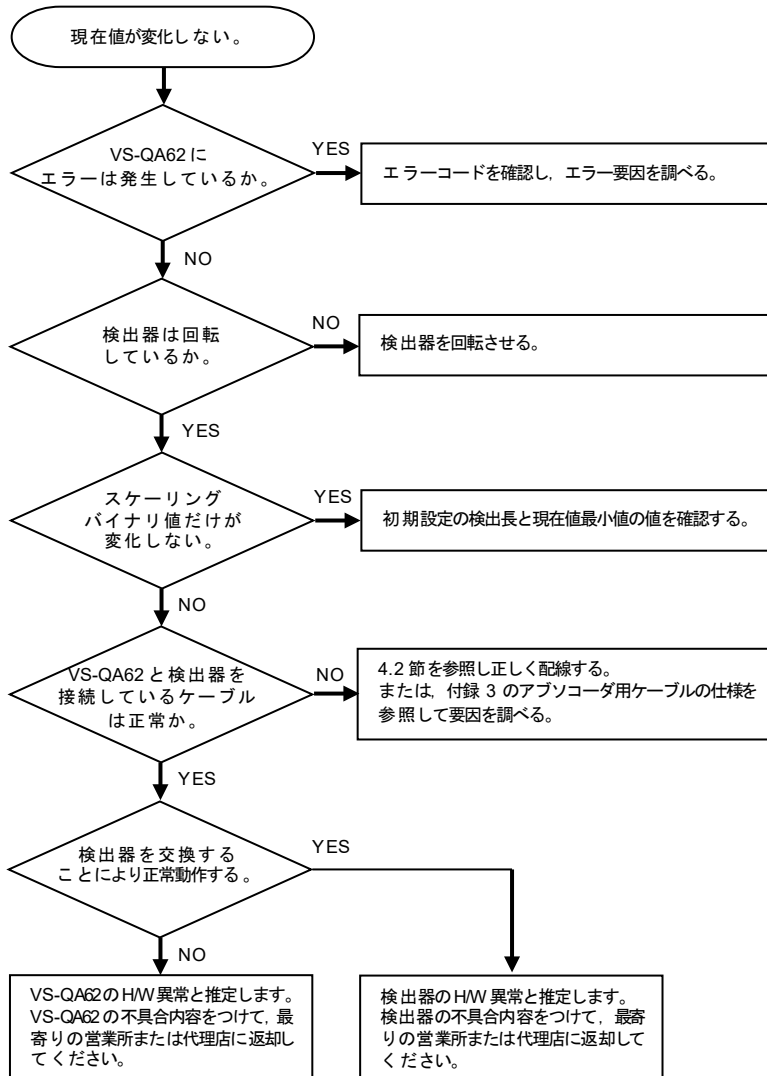 現在値が変化しない。
VS-QA62に
エラーは発生しているか。
YES
エラーコードを確認し，エラー要因を調べる。
NO
検出器は回転
しているか。
NO
検出器を回転させる。
YES
スケーリング
バイナリ値だけが
変化しない。
YES
初期設定の検出長と現在値最小値の値を確認する。
NO
VS-QA62と検出器を
接続しているケーブル
は正常か。
NO
4.2節を参照し正しく配線する。
または，付録3のアブソコーダ用ケーブルの仕様を
参照して要因を調べる。
YES
検出器を交換する
ことにより正常動作する。
YES
NO
VS-QA62のH/W異常と推定します。
VS-QA62の不具合内容をつけて，最
寄りの営業所または代理店に返却し
てください。
検出器のH/W異常と推定します。
検出器の不具合内容をつけて，最寄
りの営業所または代理店に返却して
ください。